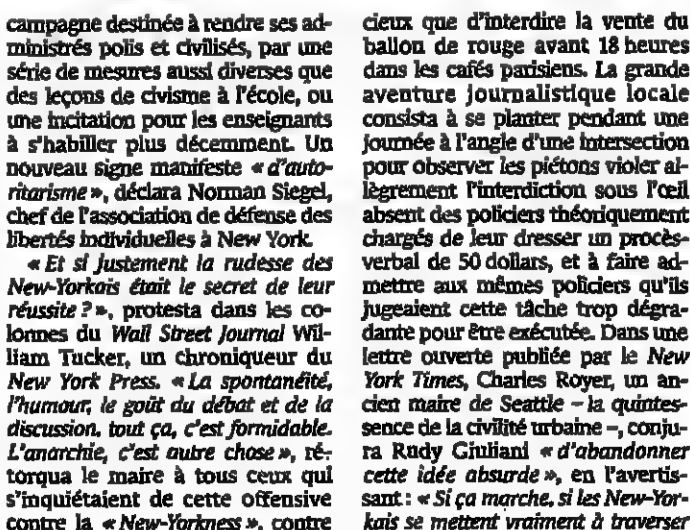 campagne destinée à rendre ses ad-
ministrés polis et civilisés, par une
série de mesures aussi diverses que
des leçons de civisme à l'école, ou
une incitation pour les enseignants
à s'habiller plus décemment. Un
nouveau signe manifeste « d'auto-
ritarisme », déclara Norman Siegel,
chef de l'association de défense des
libertés individuelles à New York.
« Et si justement la rudesse des
New-Yorkais était le secret de leur
réussite ? », protesta dans les co-
lonnes du Wall Street Journal Wil-
liam Tucker, un chroniqueur du
New York Press. « La spontanéité,
l'humour, le goût du débat et de la
discussion, tout ça, c'est formidable.
L'anarchie, c'est autre chose », ré-
torqua le maire à tous ceux qui
s'inquiétaient de cette offensive
contre la « New-Yorkness », contre
cieux que d'interdire la vente du
ballon de rouge avant 18 heures
dans les cafés parisiens. La grande
aventure journalistique locale
consista à se planter pendant une
journée à l'angle d'une intersection
pour observer les piétons violer al-
lègrement l'interdiction sous l'œil
absent des policiers théoriquement
chargés de leur dresser un procès-
verbal de 50 dollars, et à faire ad-
mettre aux mêmes policiers qu'ils
jugeaient cette tâche trop dégra-
dante pour être exécutée. Dans une
lettre ouverte publiée par le New
York Times, Charles Royer, un an-
cien maire de Seattle – la quintes-
sence de la civilité urbaine –, conju-
ra Rudy Giuliani « d'abandonner
cette idée absurde », en l'avertis-
sant : « Si ça marche, si les New-Yor-
kais se mettent vraiment à traverser